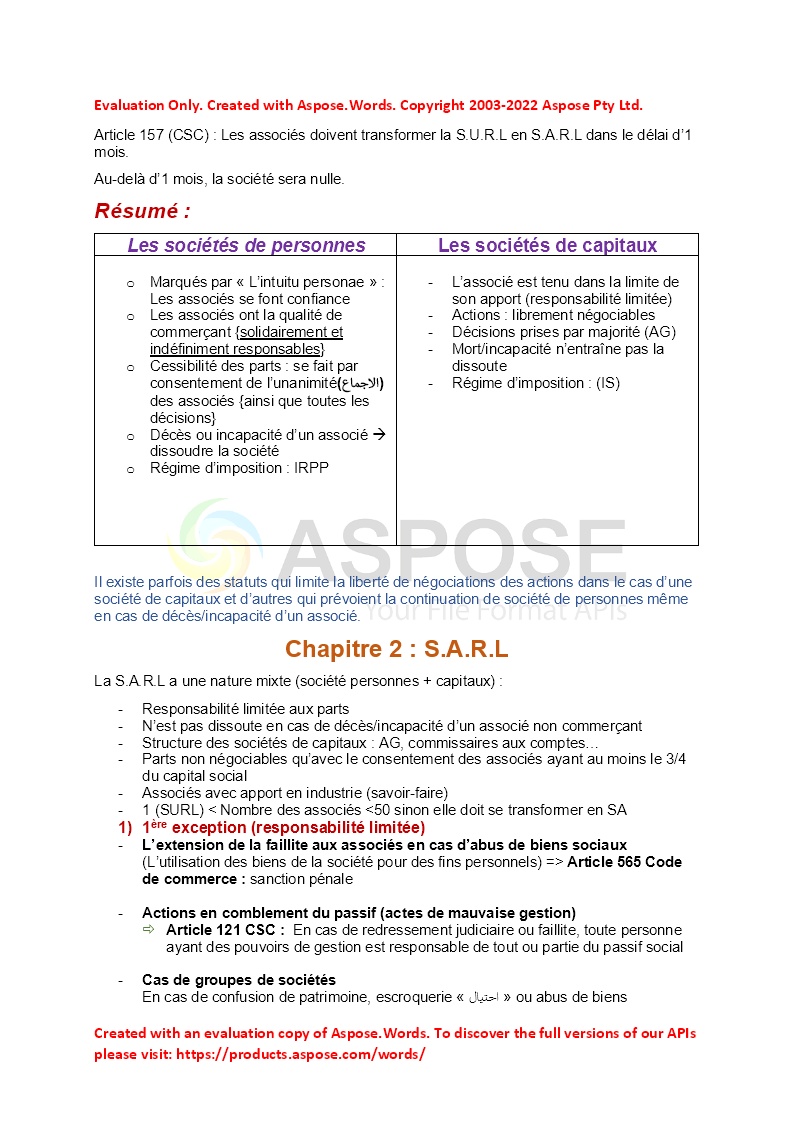 Evaluation Only. Created with Aspose.Words. Copyright 2003-2022 Aspose Pty Ltd.
Article 157 (CSC) : Les associés doivent transformer la S.U.R.L en S.A.R.L dans le délai d’1
mois.
Au-delà d’1 mois, la société sera nulle.
Résumé :
Les sociétés de personnes
o Marqués par « L’intuitu personae » :
Les associés se font confiance
o Les associés ont la qualité de
commerçant {solidairement et
indéfiniment responsables}
o Cessibilité des parts : se fait par
consentement de l’unanimité(الاجماع)
des associés {ainsi que toutes les
décisions}
o Décès ou incapacité d’un associé →
dissoudre la société
o Régime d’imposition : IRPP
Les sociétés de capitaux
- L’associé est tenu dans la limite de
son apport (responsabilité limitée)
- Actions : librement négociables
- Décisions prises par majorité (AG)
- Mort/incapacité n’entraîne pas la
dissoute
- Régime d’imposition : (IS)
ASPOSE
Your File Format APIs
Il existe parfois des statuts qui limite la liberté de négociations des actions dans le cas d’une
société de capitaux et d’autres qui prévoient la continuation de société de personnes même
en cas de décès/incapacité d’un associé.
Chapitre 2 : S.A.R.L
La S.A.R.L a une nature mixte (société personnes + capitaux) :
- Responsabilité limitée aux parts
- N’est pas dissoute en cas de décès/incapacité d’un associé non commerçant
- Structure des sociétés de capitaux : AG, commissaires aux comptes…
- Parts non négociables qu’avec le consentement des associés ayant au moins le 3/4
du capital social
- Associés avec apport en industrie (savoir-faire)
- 1 (SURL) < Nombre des associés <50 sinon elle doit se transformer en SA
1) 1ère exception (responsabilité limitée)
- L’extension de la faillite aux associés en cas d’abus de biens sociaux
(L’utilisation des biens de la société pour des fins personnels) => Article 565 Code
de commerce : sanction pénale
- Actions en comblement du passif (actes de mauvaise gestion)
⇨ Article 121 CSC : En cas de redressement judiciaire ou faillite, toute personne
ayant des pouvoirs de gestion est responsable de tout ou partie du passif social
- Cas de groupes de sociétés
En cas de confusion de patrimoine, escroquerie « احتيال » ou abus de biens
Created with an evaluation copy of Aspose.Words. To discover the full versions of our APIs
please visit: https://products.aspose.com/words/